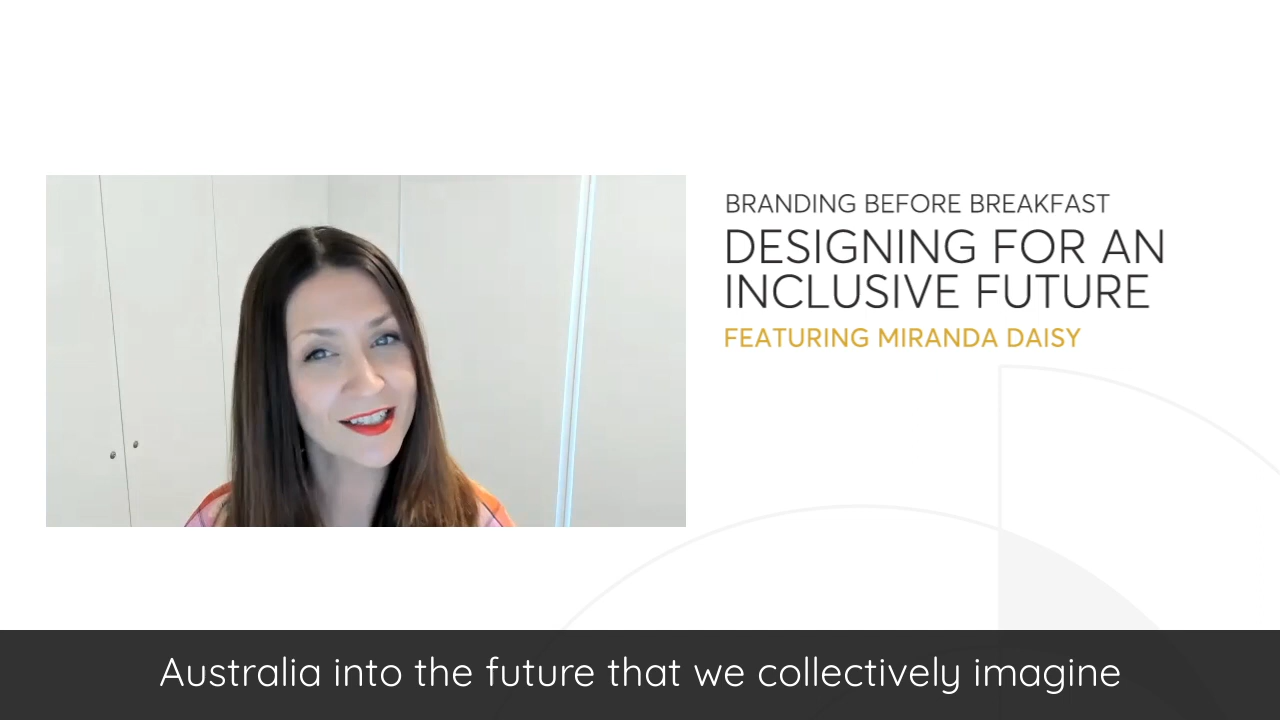 BRANDING BEFORE BREAKFAST
DESIGNING FOR AN
INCLUSIVE FUTURE
FEATURING MIRANDA DAISY
Australia into the future that we collectively imagine